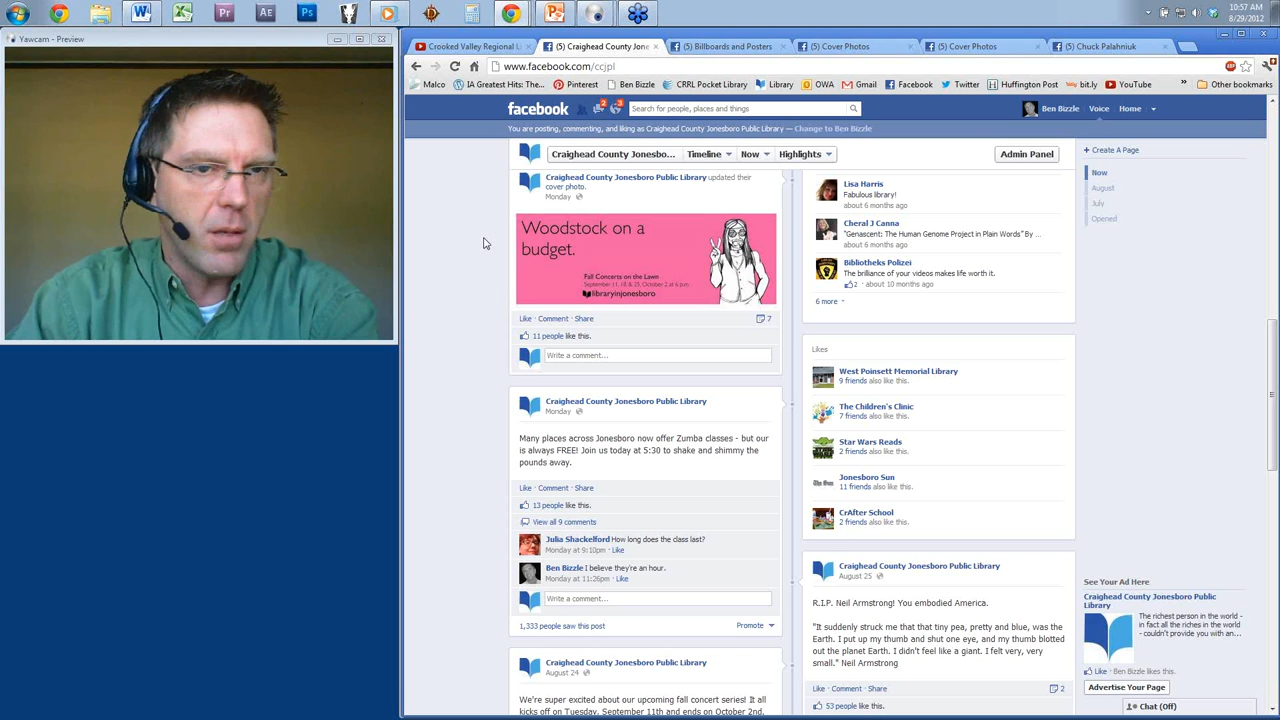 10:57 AM
8/29/2012
Yawcam - Preview
Crooked Valley Regional L
(5) Craighead County Jone
(5) Billboards and Posters
(5) Cover Photos
(5) Cover Photos
(5) Chuck Palahniuk
www.facebook.com/ccjpl
Malco
IA Greatest Hits: The...
Pinterest
Ben Bizzle
CRRL Pocket Library
Library
OWA
Gmail
Facebook
Twitter
Huffington Post
bit.ly
YouTube
Other bookmarks
facebook
2
3
Search for people, places and things
Ben Bizzle
Voice
Home
You are posting, commenting, and liking as Craighead County Jonesboro Public Library — Change to Ben Bizzle
Craighead County Jonesbo...
Timeline
Now
Highlights
Admin Panel
Craighead County Jonesboro Public Library updated their
cover photo.
Monday
Woodstock on a
budget.
Fall Concerts on the Lawn
September 11, 18 & 25, October 2 at 6 p.m.
libraryinjonesboro
Like · Comment · Share
7
11 people like this.
Write a comment...
Craighead County Jonesboro Public Library
Monday
Many places across Jonesboro now offer Zumba classes - but our
is always FREE! Join us today at 5:30 to shake and shimmy the
pounds away.
Like · Comment · Share
13 people like this.
View all 9 comments
Julia Shackelford How long does the class last?
Monday at 9:10pm · Like
Ben Bizzle I believe they're an hour.
Monday at 11:26pm · Like
Write a comment...
1,333 people saw this post
Promote
Craighead County Jonesboro Public Library
August 24
We're super excited about our upcoming fall concert series! It all
kicks off on Tuesday, September 11th and ends on October 2nd,
Lisa Harris
Fabulous library!
about 6 months ago
Cheral J Canna
"Genascent: The Human Genome Project in Plain Words" By ...
about 6 months ago
Bibliotheks Polizei
The brilliance of your videos makes life worth it.
2 · about 10 months ago
6 more
Likes
West Poinsett Memorial Library
9 friends also like this.
The Children's Clinic
7 friends also like this.
Star Wars Reads
2 friends also like this.
Jonesboro Sun
11 friends also like this.
CrAfter School
2 friends also like this.
Craighead County Jonesboro Public Library
August 25
R.I.P. Neil Armstrong! You embodied America.
"It suddenly struck me that that tiny pea, pretty and blue, was the
Earth. I put up my thumb and shut one eye, and my thumb blotted
out the planet Earth. I didn't feel like a giant. I felt very, very
small." Neil Armstrong
Like · Comment · Share
2
53 people like this.
Create A Page
Now
August
July
Opened
See Your Ad Here
Craighead County Jonesboro Public
Library
The richest person in the world -
in fact all the riches in the world
- couldn't provide you with an...
Like · Ben Bizzle likes this.
Advertise Your Page
Chat (Off)